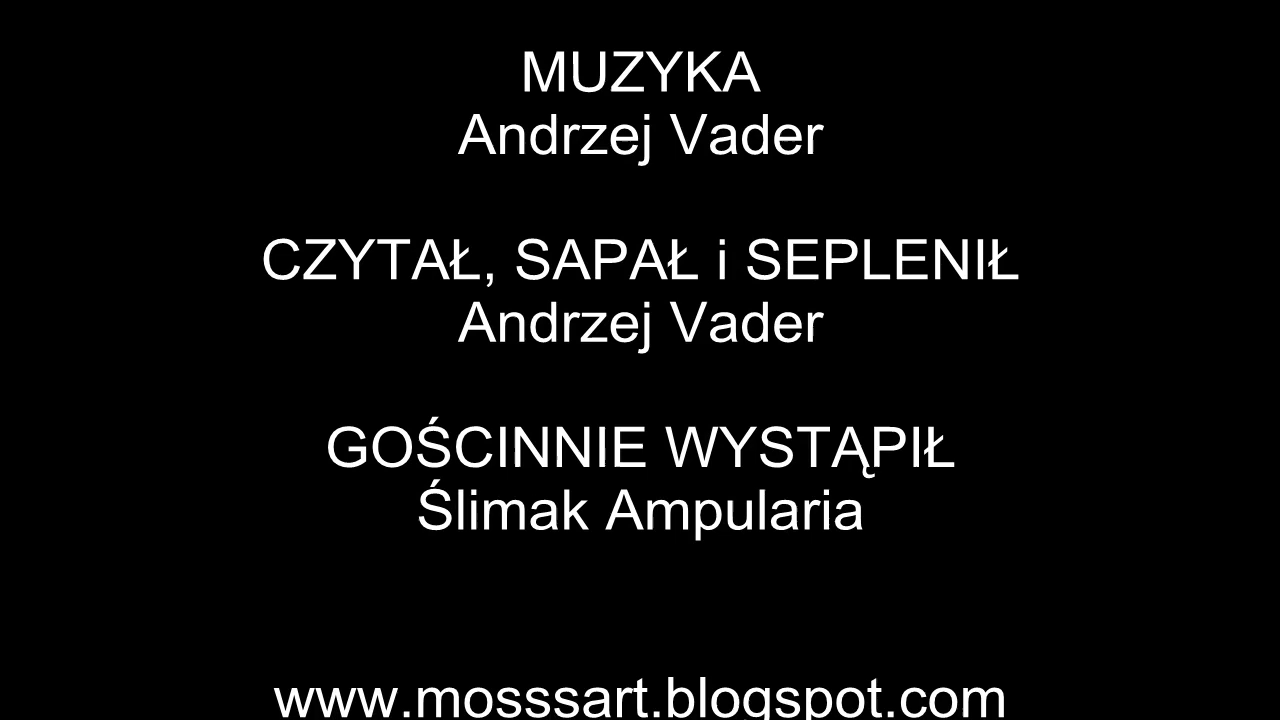 MUZYKA
Andrzej Vader
CZYTAŁ, SAPAŁ i SEPLENIŁ
Andrzej Vader
GOŚCINNIE WYSTĄPIŁ
Ślimak Ampularia
www.mosssart.blogspot.com